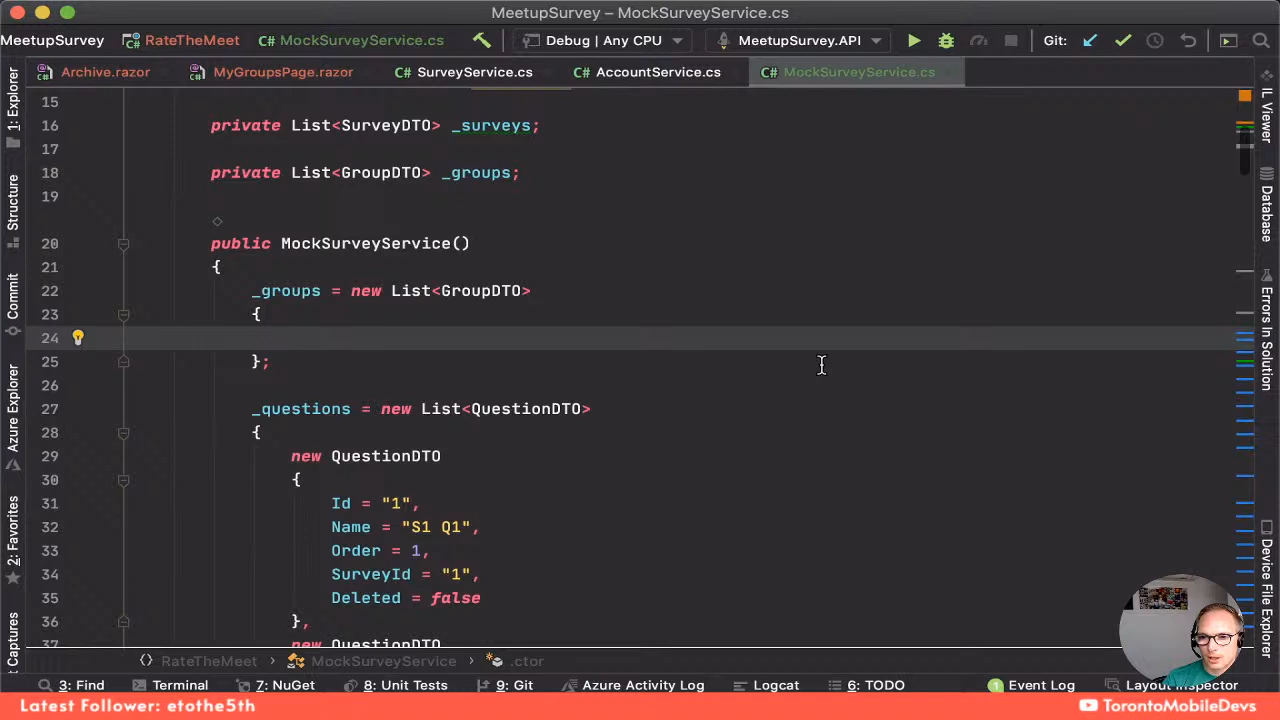 MeetupSurvey – MockSurveyService.cs
MeetupSurvey RateTheMeet MockSurveyService.cs Debug | Any CPU MeetupSurvey.API Git:
Archive.razor MyGroupsPage.razor C# SurveyService.cs C# AccountService.cs C# MockSurveyService.cs
1: Explorer
Structure
Commit
Azure Explorer
2: Favorites
t Captures
15
16 private List<SurveyDTO> _surveys;
17
18 private List<GroupDTO> _groups;
19
20 public MockSurveyService()
21 {
22 _groups = new List<GroupDTO>
23 {
24
25 };
26
27 _questions = new List<QuestionDTO>
28 {
29 new QuestionDTO
30 {
31 Id = "1",
32 Name = "S1 Q1",
33 Order = 1,
34 SurveyId = "1",
35 Deleted = false
36 },
37 new QuestionDTO
IL Viewer
Database
Errors In Solution
Device File Explorer
{} RateTheMeet > MockSurveyService > .ctor
3: Find Terminal 7: NuGet 8: Unit Tests 9: Git Azure Activity Log Logcat 6: TODO 1 Event Log Layout Inspector
Latest Follower: etothe5th TorontoMobileDevs